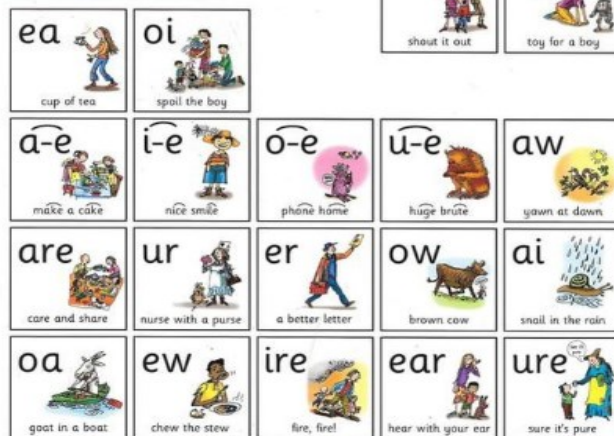 shout it out
toy for a boy
ea
cup of tea
oi
spoil the boy
a-e
make a cake
i-e
nice smile
o-e
phone home
u-e
huge brute
aw
yawn at dawn
are
care and share
ur
nurse with a purse
er
a better letter
ow
brown cow
ai
snail in the rain
oa
goat in a boat
ew
chew the stew
ire
fire, fire!
ear
hear with your ear
ure
sure it's pure